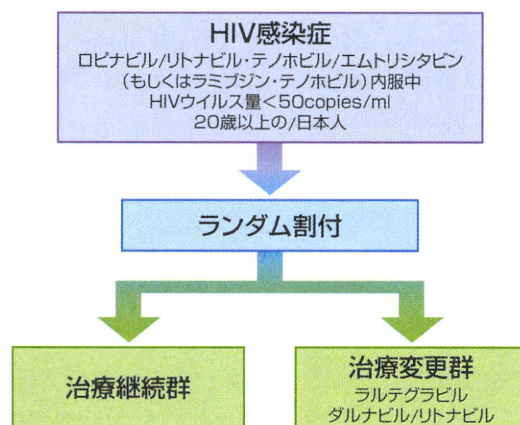 HIV感染症
ロピナビル/リトナビル・テノホビル/エムトリシタビン
(もしくはラミブジン・テノホビル)内服中
HIVウイルス量<50copies/ml
20歳以上の/日本人
ランダム割付
治療継続群
治療変更群
ラルテグラビル
ダルナビル/リトナビル